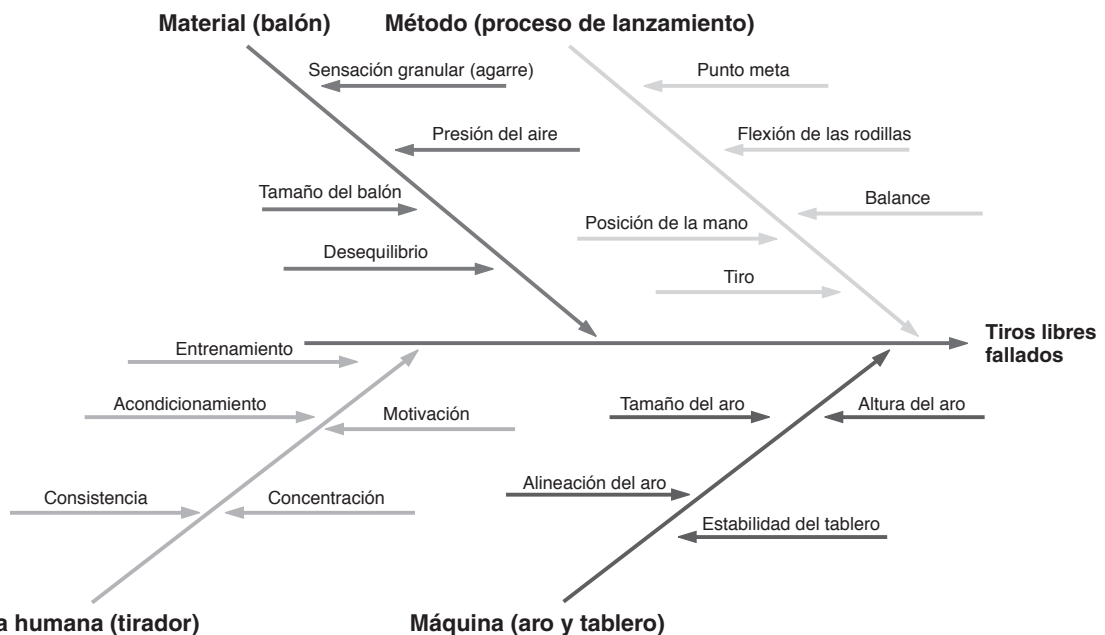 Material (balón)
Método (proceso de lanzamiento)
Sensación granular (agarre)
Punto meta
Presión del aire
Flexión de las rodillas
Tamaño del balón
Balance
Posición de la mano
Desequilibrio
Tiro
Tiros libres
fallados
Entrenamiento
Acondicionamiento
Motivación
Tamaño del aro
Altura del aro
Alineación del aro
Consistencia
Concentración
Estabilidad del tablero
a humana (tirador)
Máquina (aro y tablero)